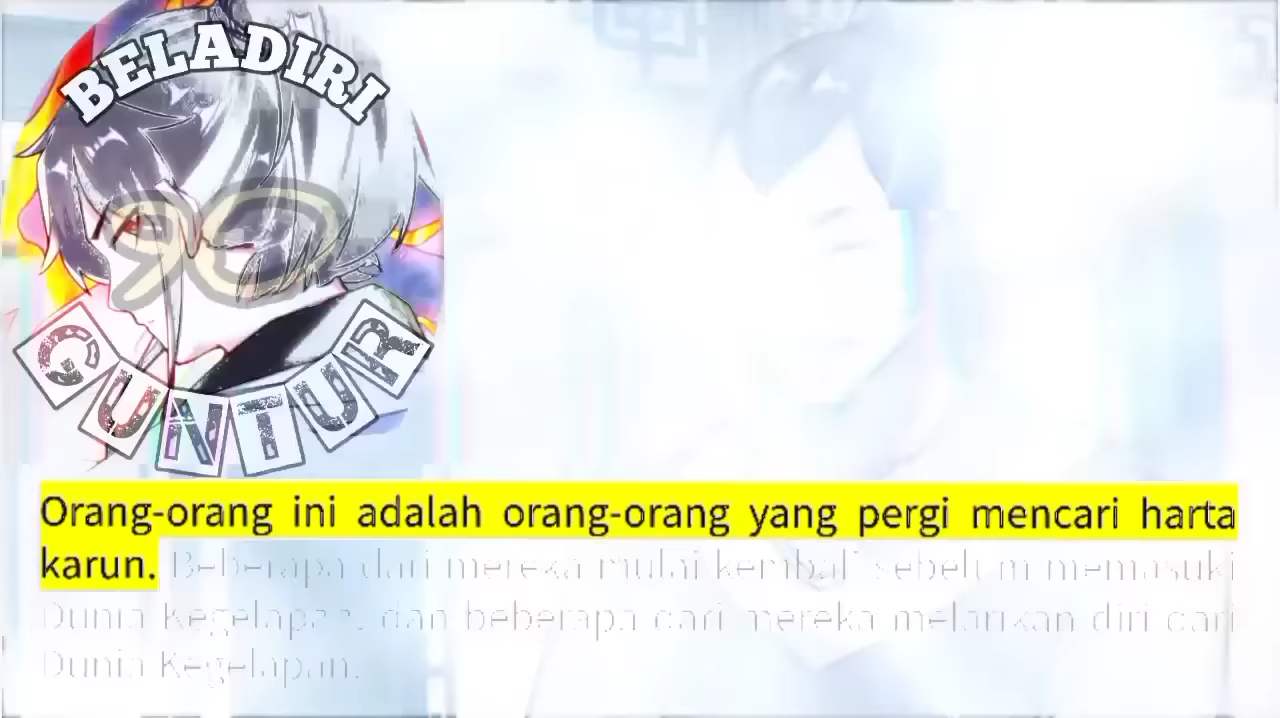 BELADIRI
GUNTUR
Orang-orang ini adalah orang-orang yang pergi mencari harta
karun. Beberapa dari mereka mulai kembali sebelum memasuki
Dunia Kegelapan, dan beberapa dari mereka melarikan diri dari
Dunia Kegelapan.